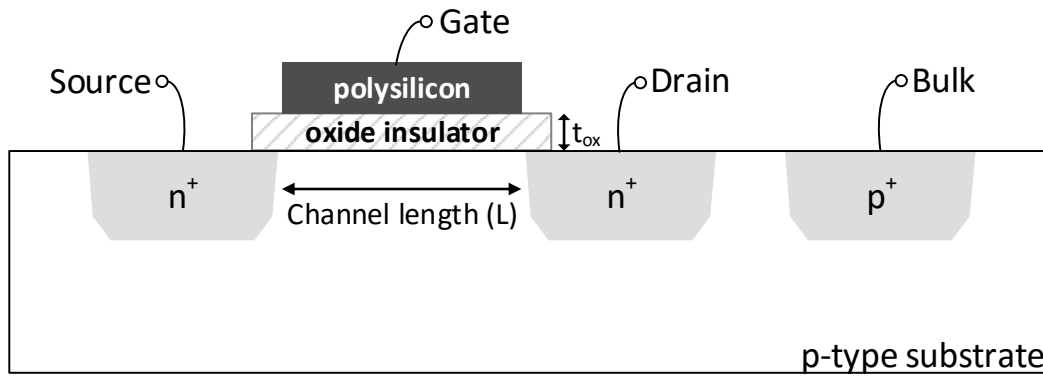 Gate
Source
polysilicon
Drain
Bulk
oxide insulator
tox
n+
Channel length (L)
n+
p+
p-type substrate